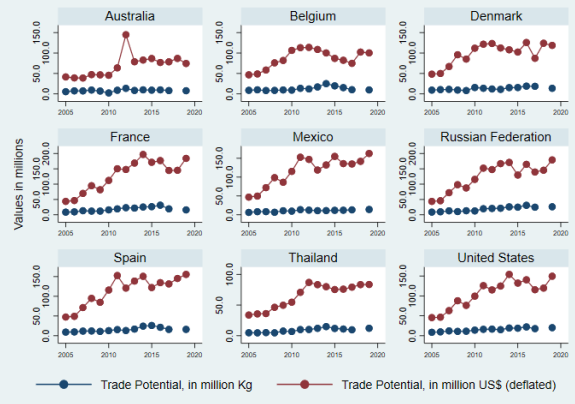 Australia Belgium Denmark
50.0 100.0 150.0 0.0
50.0 100.0 150.0 0.0
50.0 100.0 150.0 0.0
2005 2010 2015 2020
2005 2010 2015 2020
2005 2010 2015 2020
France Mexico Russian Federation
0.0 50.0 100.0 150.0 200.0
0.0 50.0 100.0 150.0
0.0 50.0 100.0 150.0 200.0
2005 2010 2015 2020
2005 2010 2015 2020
2005 2010 2015 2020
Spain Thailand United States
0.0 50.0 100.0 150.0
0.0 50.0 100.0
0.0 50.0 100.0 150.0
2005 2010 2015 2020
2005 2010 2015 2020
2005 2010 2015 2020
Values in millions
Trade Potential, in million Kg Trade Potential, in million US$ (deflated)